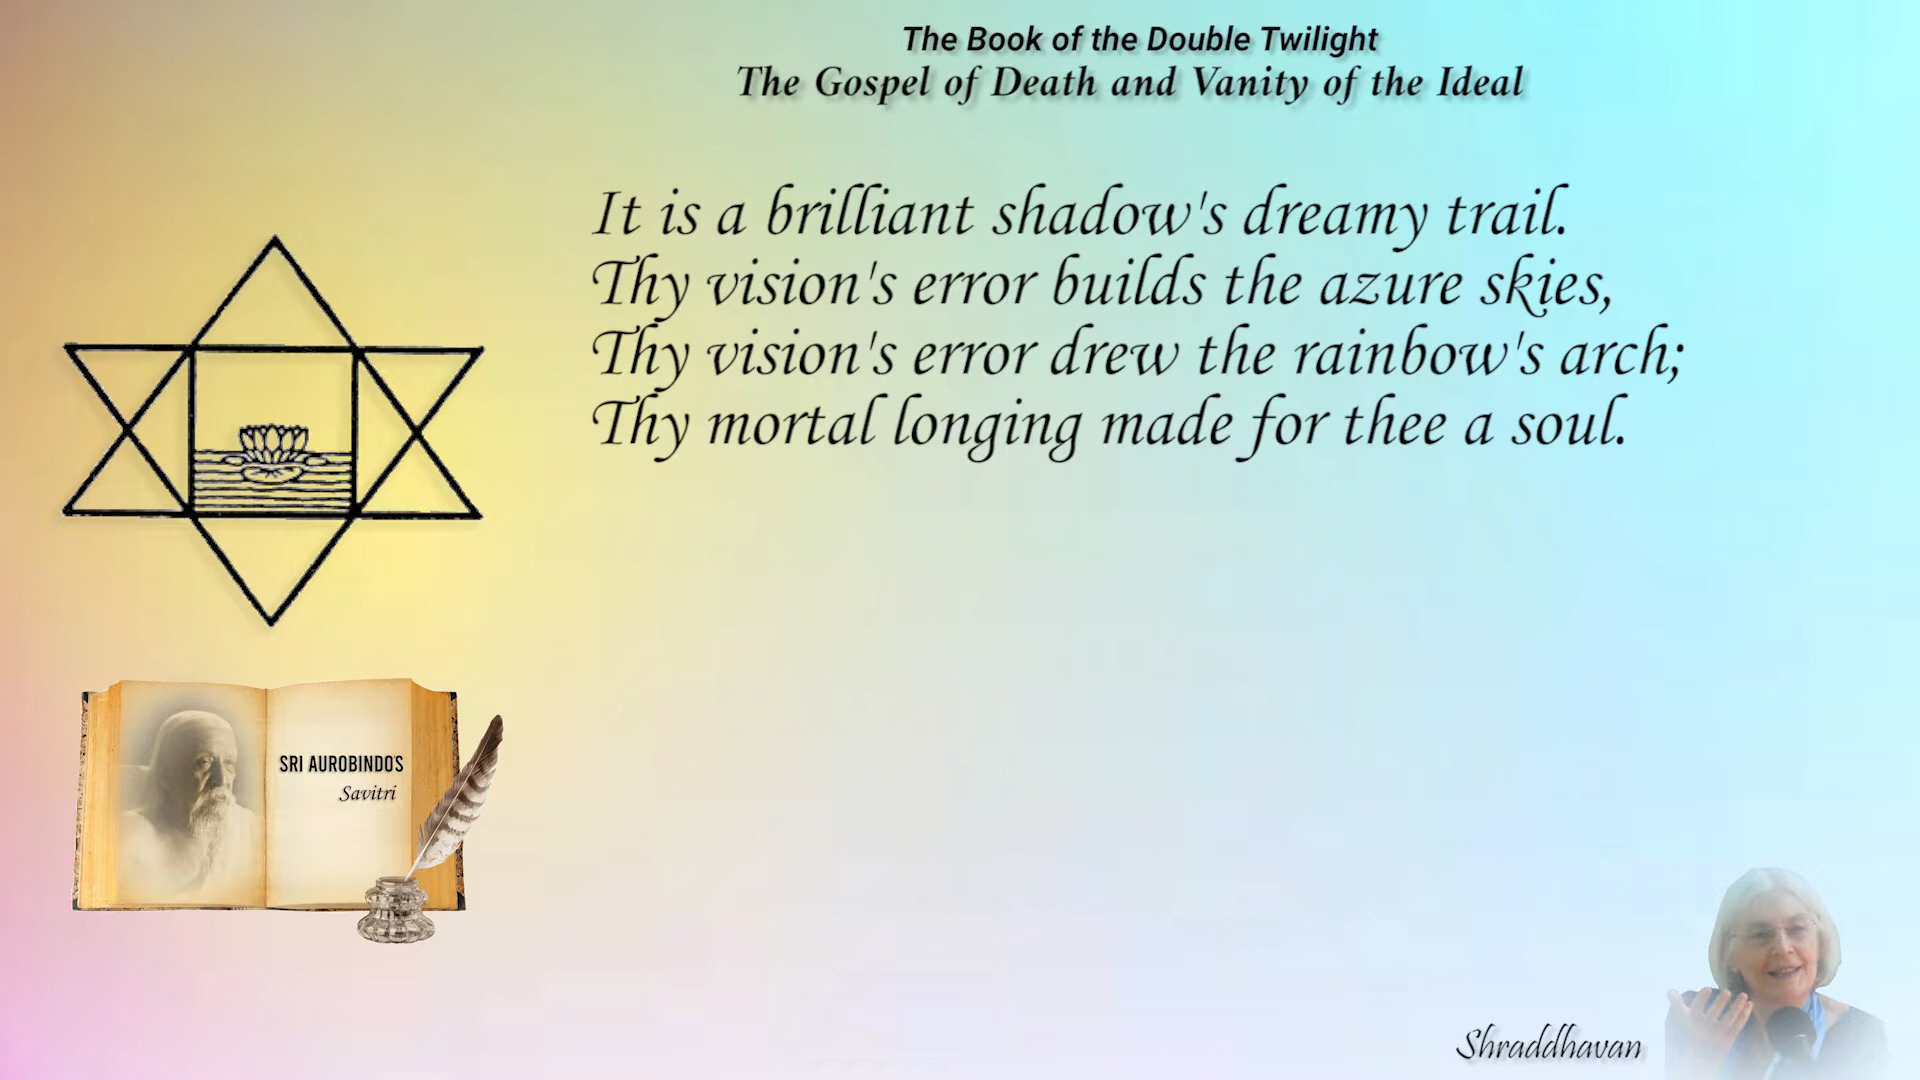 The Book of the Double Twilight
The Gospel of Death and Vanity of the Ideal
It is a brilliant shadow's dreamy trail.
Thy vision's error builds the azure skies,
Thy vision's error drew the rainbow's arch;
Thy mortal longing made for thee a soul.
SRI AUROBINDO'S
Savitri
Shraddhavan